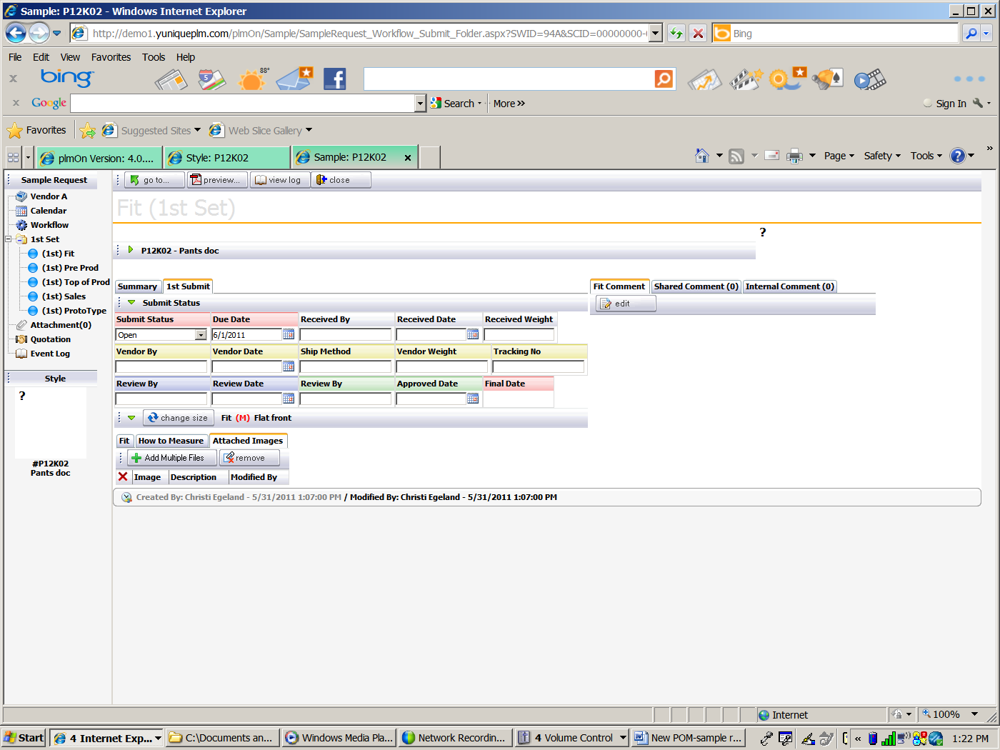 Sample: P12K02 - Windows Internet Explorer
http://demo1.yuniqueplm.com/plmOn/Sample/SampleRequest_Workflow_Submit_Folder.aspx?SWID=94A&SCID=00000000-
Bing
File Edit View Favorites Tools Help
x bing 5 88°
x Google Search More >> Sign In
Favorites Suggested Sites Web Slice Gallery
plmOn Version: 4.0.... Style: P12K02 Sample: P12K02 x Page Safety Tools ? »
Sample Request go to... preview... view log close
Vendor A
Calendar
Workflow
1st Set
(1st) Fit
(1st) Pre Prod
(1st) Top of Prod
(1st) Sales
(1st) ProtoType
Attachment(0)
Quotation
Event Log
Style
?
#P12K02
Pants doc
Fit (1st Set)
?
P12K02 - Pants doc
Summary 1st Submit Fit Comment Shared Comment (0) Internal Comment (0)
Submit Status edit
Submit Status Due Date Received By Received Date Received Weight
Open 6/1/2011
Vendor By Vendor Date Ship Method Vendor Weight Tracking No
Review By Review Date Review By Approved Date Final Date
change size Fit (M) Flat front
Fit How to Measure Attached Images
Add Multiple Files remove
Image Description Modified By
Created By: Christi Egeland - 5/31/2011 1:07:00 PM / Modified By: Christi Egeland - 5/31/2011 1:07:00 PM
Internet 100%
Start 4 Internet Exp... C:\Documents an... Windows Media Pla... Network Recordin... 4 Volume Control New POM-sample r... « 1:22 PM